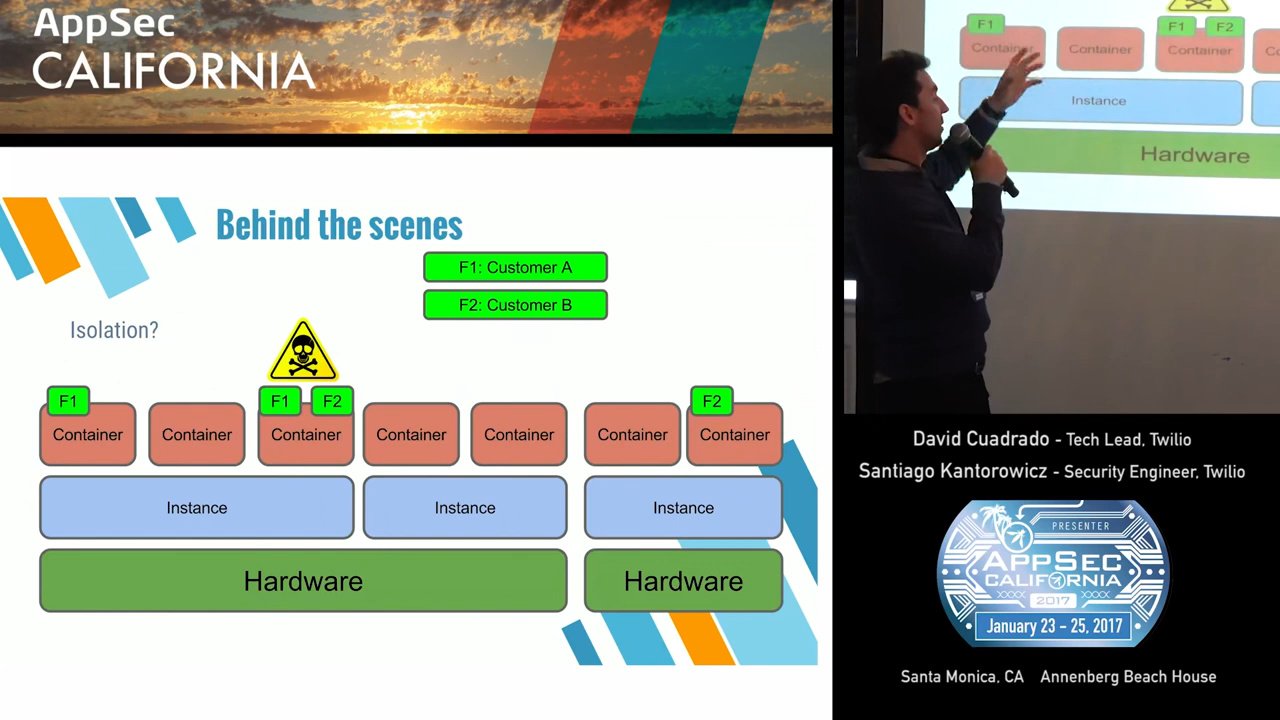 AppSec
CALIFORNIA
Behind the scenes
F1: Customer A
F2: Customer B
Isolation?
F1
F1
F2
F2
Container
Container
Container
Container
Container
Container
Container
Instance
Instance
Instance
Hardware
Hardware
F1
F1
F2
Container
Container
Container
Co
Instance
Hardware
David Cuadrado - Tech Lead, Twilio
Santiago Kantorowicz - Security Engineer, Twilio
PRESENTER
APPSEC
CALIFORNIA
XXXX 2017 XXXX
January 23 - 25, 2017
Santa Monica, CA Annenberg Beach House